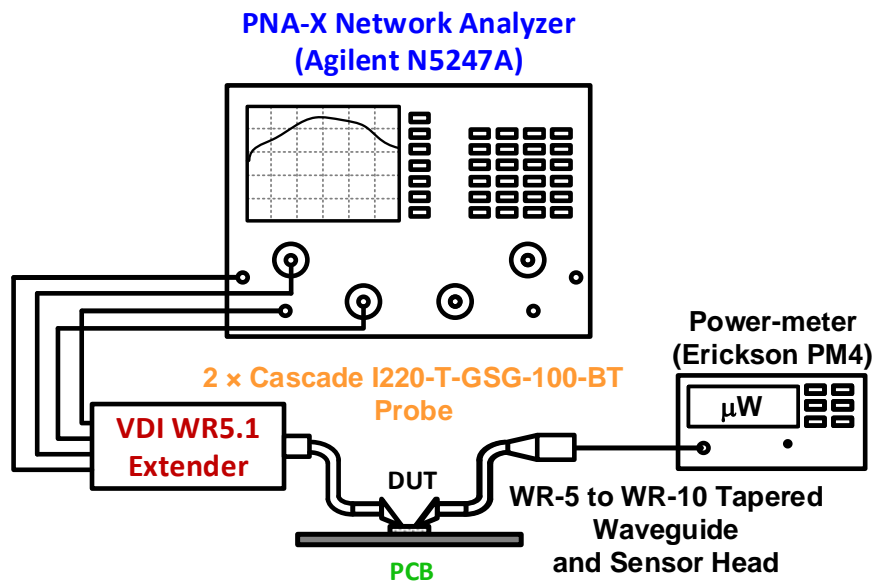 PNA-X Network Analyzer
(Agilent N5247A)
Power-meter
(Erickson PM4)
μW
2 × Cascade I220-T-GSG-100-BT
Probe
VDI WR5.1
Extender
DUT
WR-5 to WR-10 Tapered
Waveguide
and Sensor Head
PCB